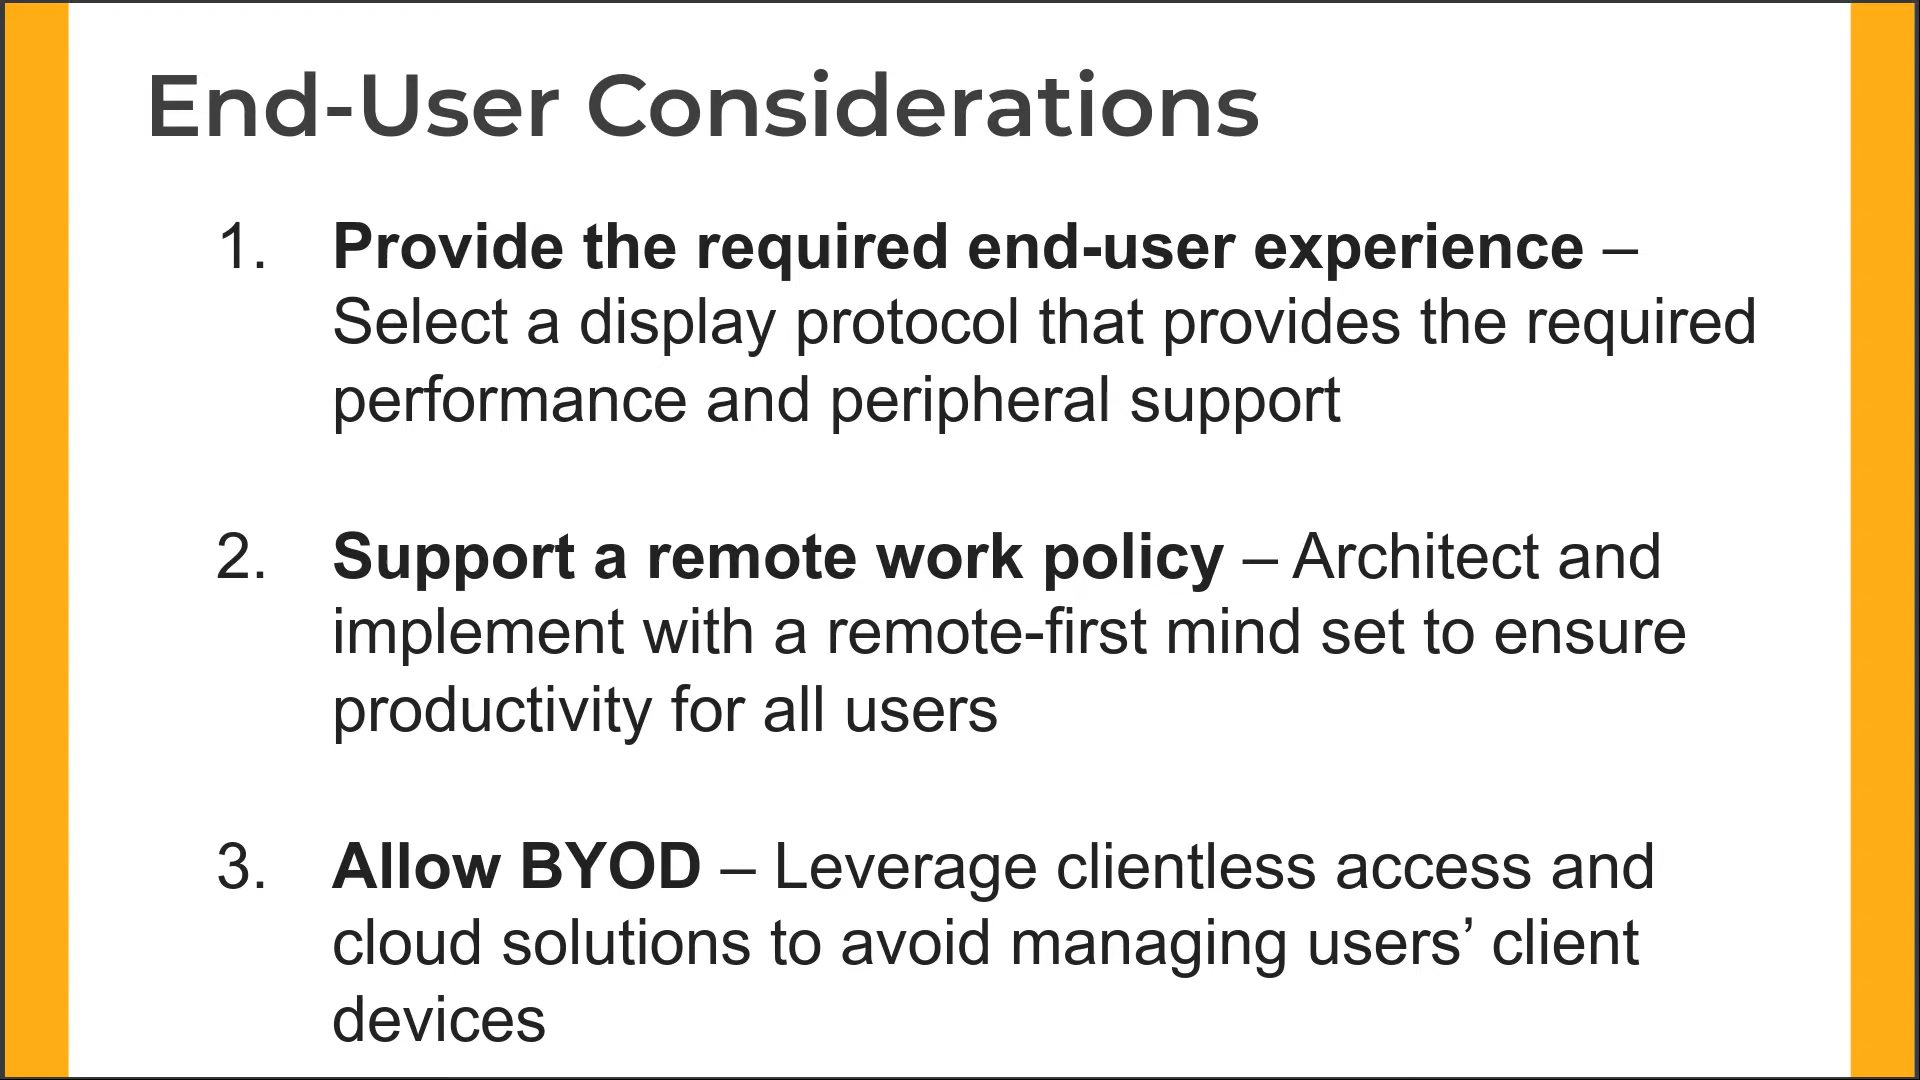 End-User Considerations
1. Provide the required end-user experience –
Select a display protocol that provides the required
performance and peripheral support
2. Support a remote work policy – Architect and
implement with a remote-first mind set to ensure
productivity for all users
3. Allow BYOD – Leverage clientless access and
cloud solutions to avoid managing users’ client
devices